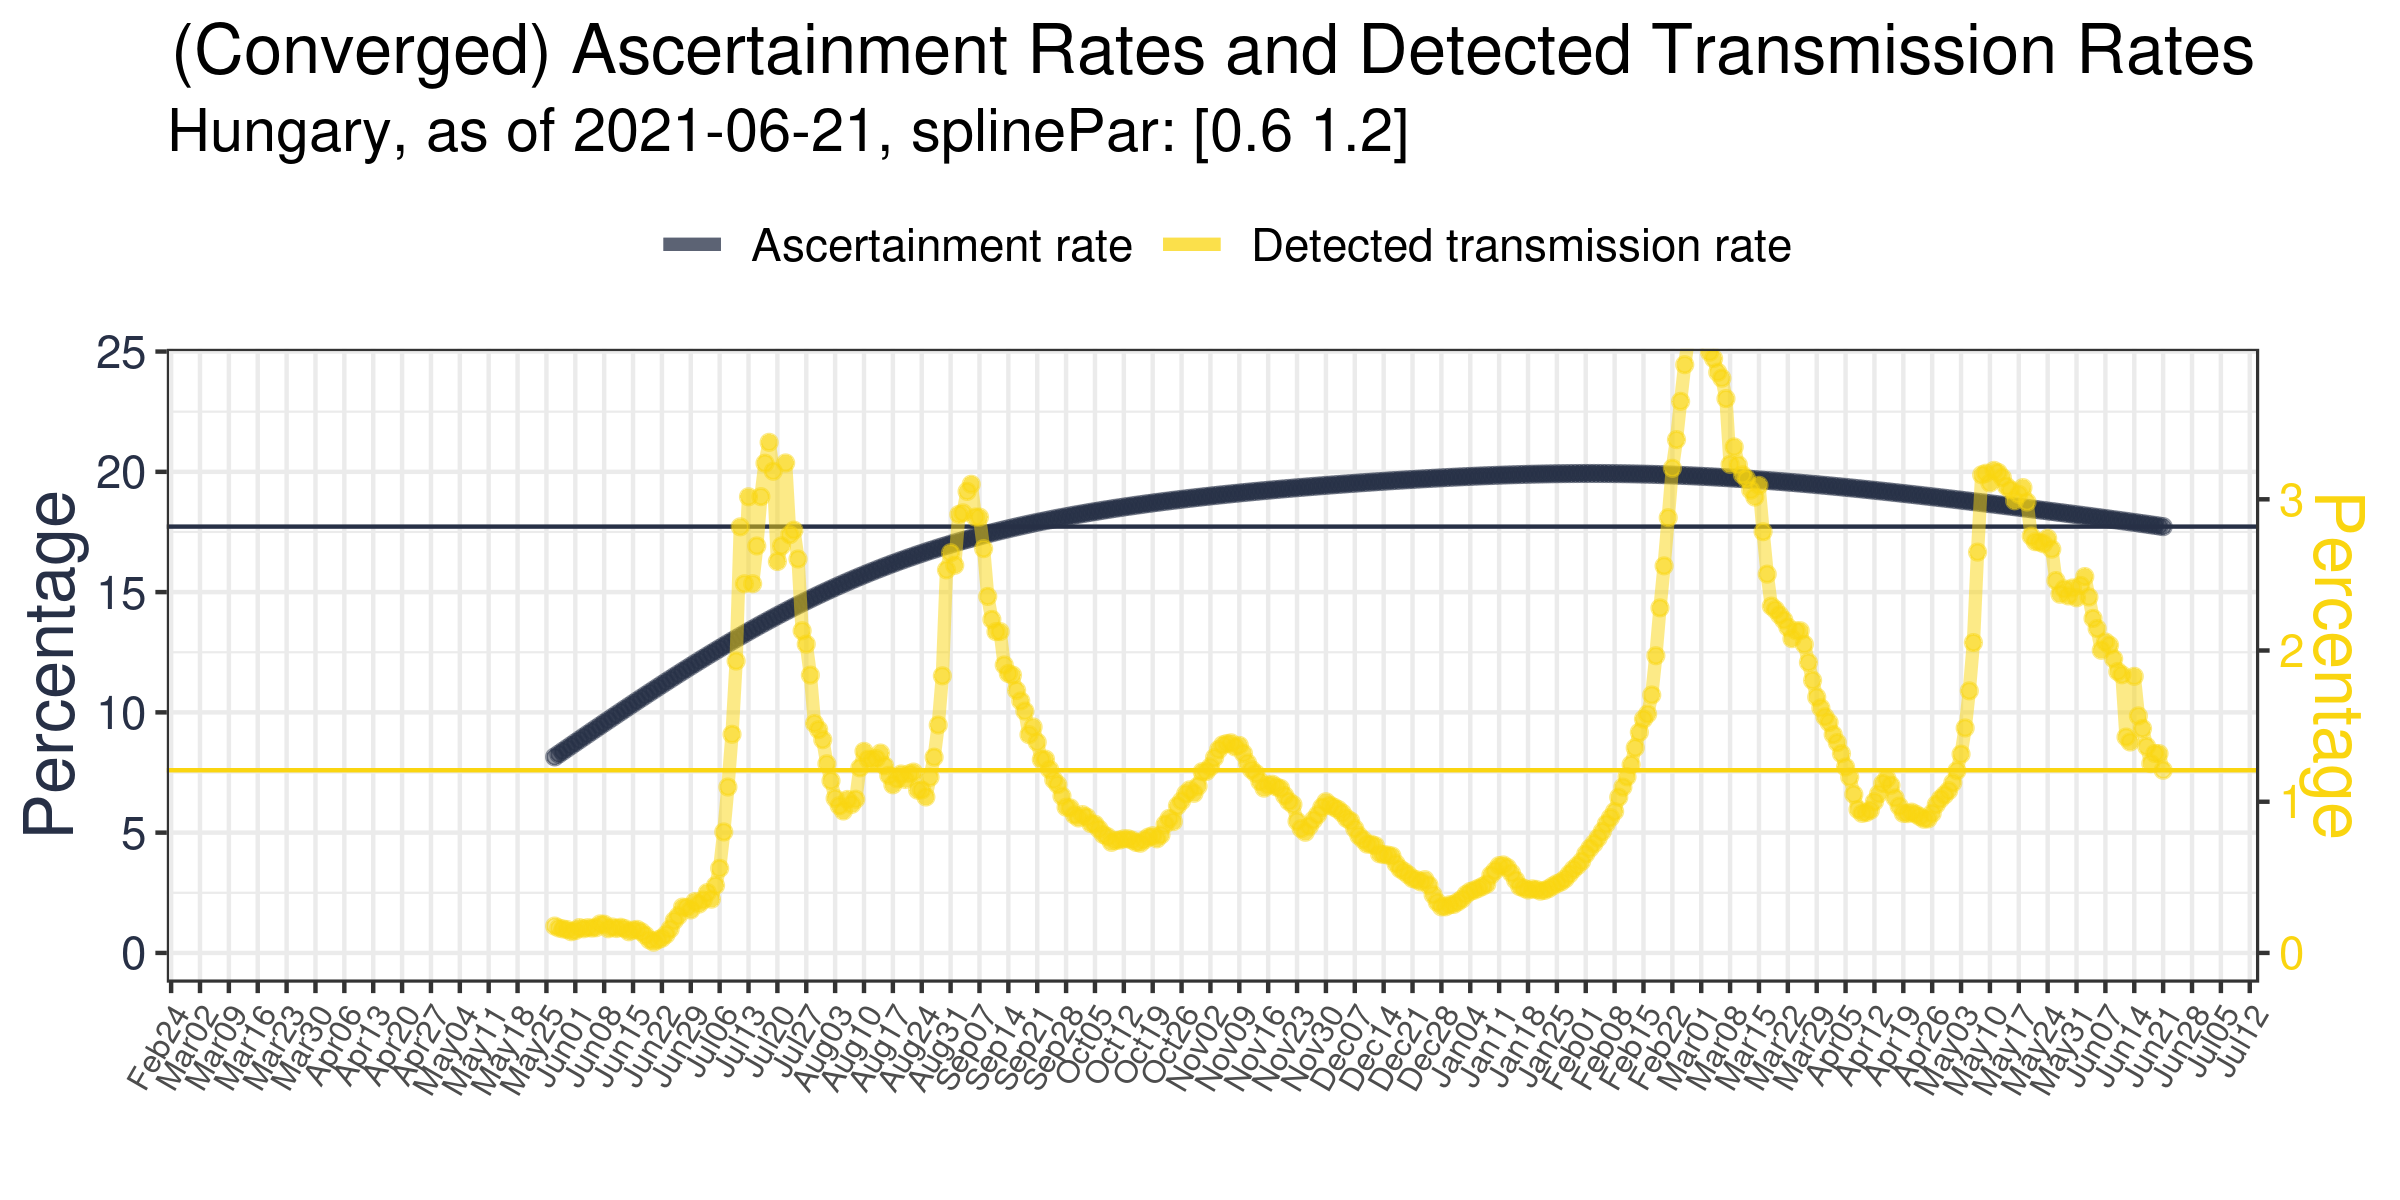 (Converged) Ascertainment Rates and Detected Transmission Rates
Hungary, as of 2021-06-21, splinePar: [0.6 1.2]
Ascertainment rate
Detected transmission rate
Percentage
25
20
15
10
5
0
3
2
1
0
Percentage
Feb24
Mar02
Mar09
Mar16
Mar23
Mar30
Apr06
Apr13
Apr20
Apr27
May04
May11
May18
May25
Jun01
Jun08
Jun15
Jun22
Jun29
Jul06
Jul13
Jul20
Jul27
Aug03
Aug10
Aug17
Aug24
Aug31
Sep07
Sep14
Sep21
Sep28
Oct05
Oct12
Oct19
Oct26
Nov02
Nov09
Nov16
Nov23
Nov30
Dec07
Dec14
Dec21
Dec28
Jan04
Jan11
Jan18
Jan25
Feb01
Feb08
Feb15
Feb22
Mar01
Mar08
Mar15
Mar22
Mar29
Apr05
Apr12
Apr19
Apr26
May03
May10
May17
May24
May31
Jun07
Jun14
Jun21
Jun28
Jul05
Jul12